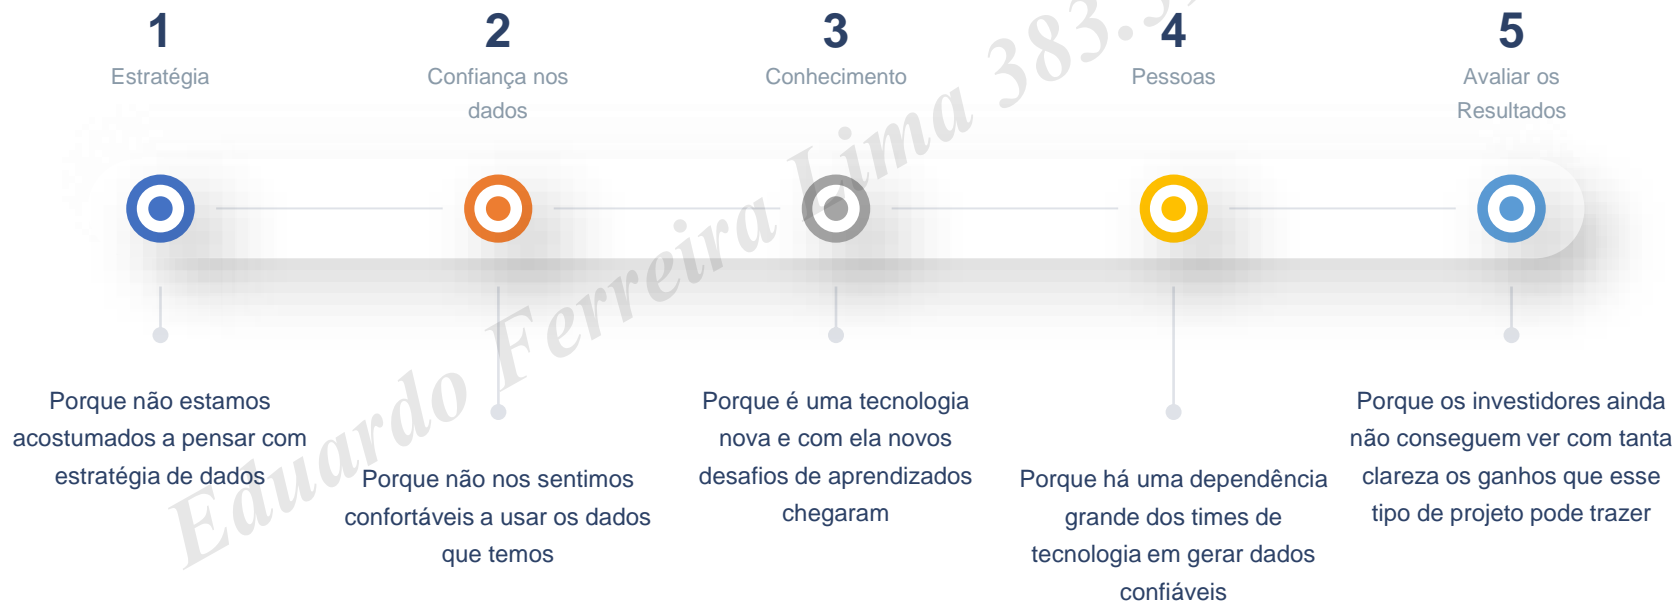 1
Estratégia
2
Confiança nos
dados
3
Conhecimento
4
Pessoas
5
Avaliar os
Resultados
Porque não estamos
acostumados a pensar com
estratégia de dados
Porque não nos sentimos
confortáveis a usar os dados
que temos
Porque é uma tecnologia
nova e com ela novos
desafios de aprendizados
chegaram
Porque há uma dependência
grande dos times de
tecnologia em gerar dados
confiáveis
Porque os investidores ainda
não conseguem ver com tanta
clareza os ganhos que esse
tipo de projeto pode trazer
Eduardo Ferreira Lima 383.